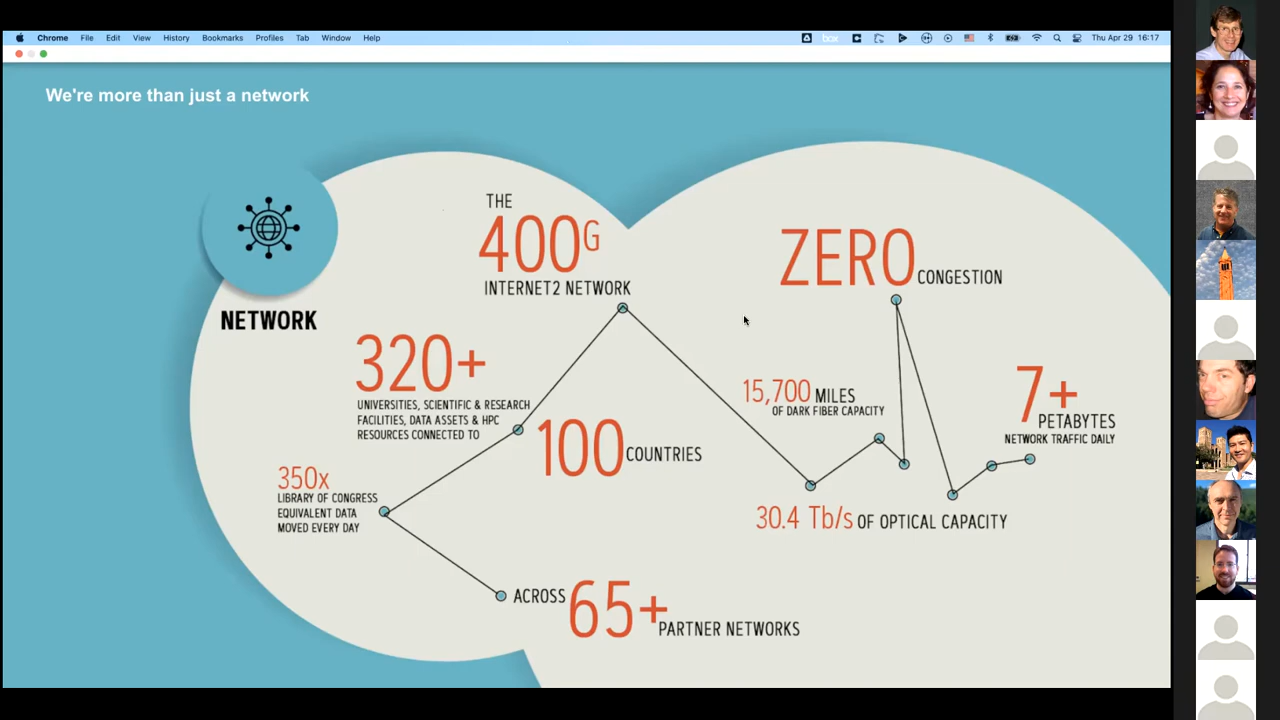 Chrome File Edit View History Bookmarks Profiles Tab Window Help
box
Thu Apr 29 16:17
We're more than just a network
NETWORK
THE
400G
INTERNET2 NETWORK
320+
UNIVERSITIES, SCIENTIFIC & RESEARCH
FACILITIES, DATA ASSETS & HPC
RESOURCES CONNECTED TO
100 COUNTRIES
350x
LIBRARY OF CONGRESS
EQUIVALENT DATA
MOVED EVERY DAY
ACROSS 65+ PARTNER NETWORKS
ZERO CONGESTION
15,700 MILES
OF DARK FIBER CAPACITY
30.4 Tb/s OF OPTICAL CAPACITY
7+
PETABYTES
NETWORK TRAFFIC DAILY